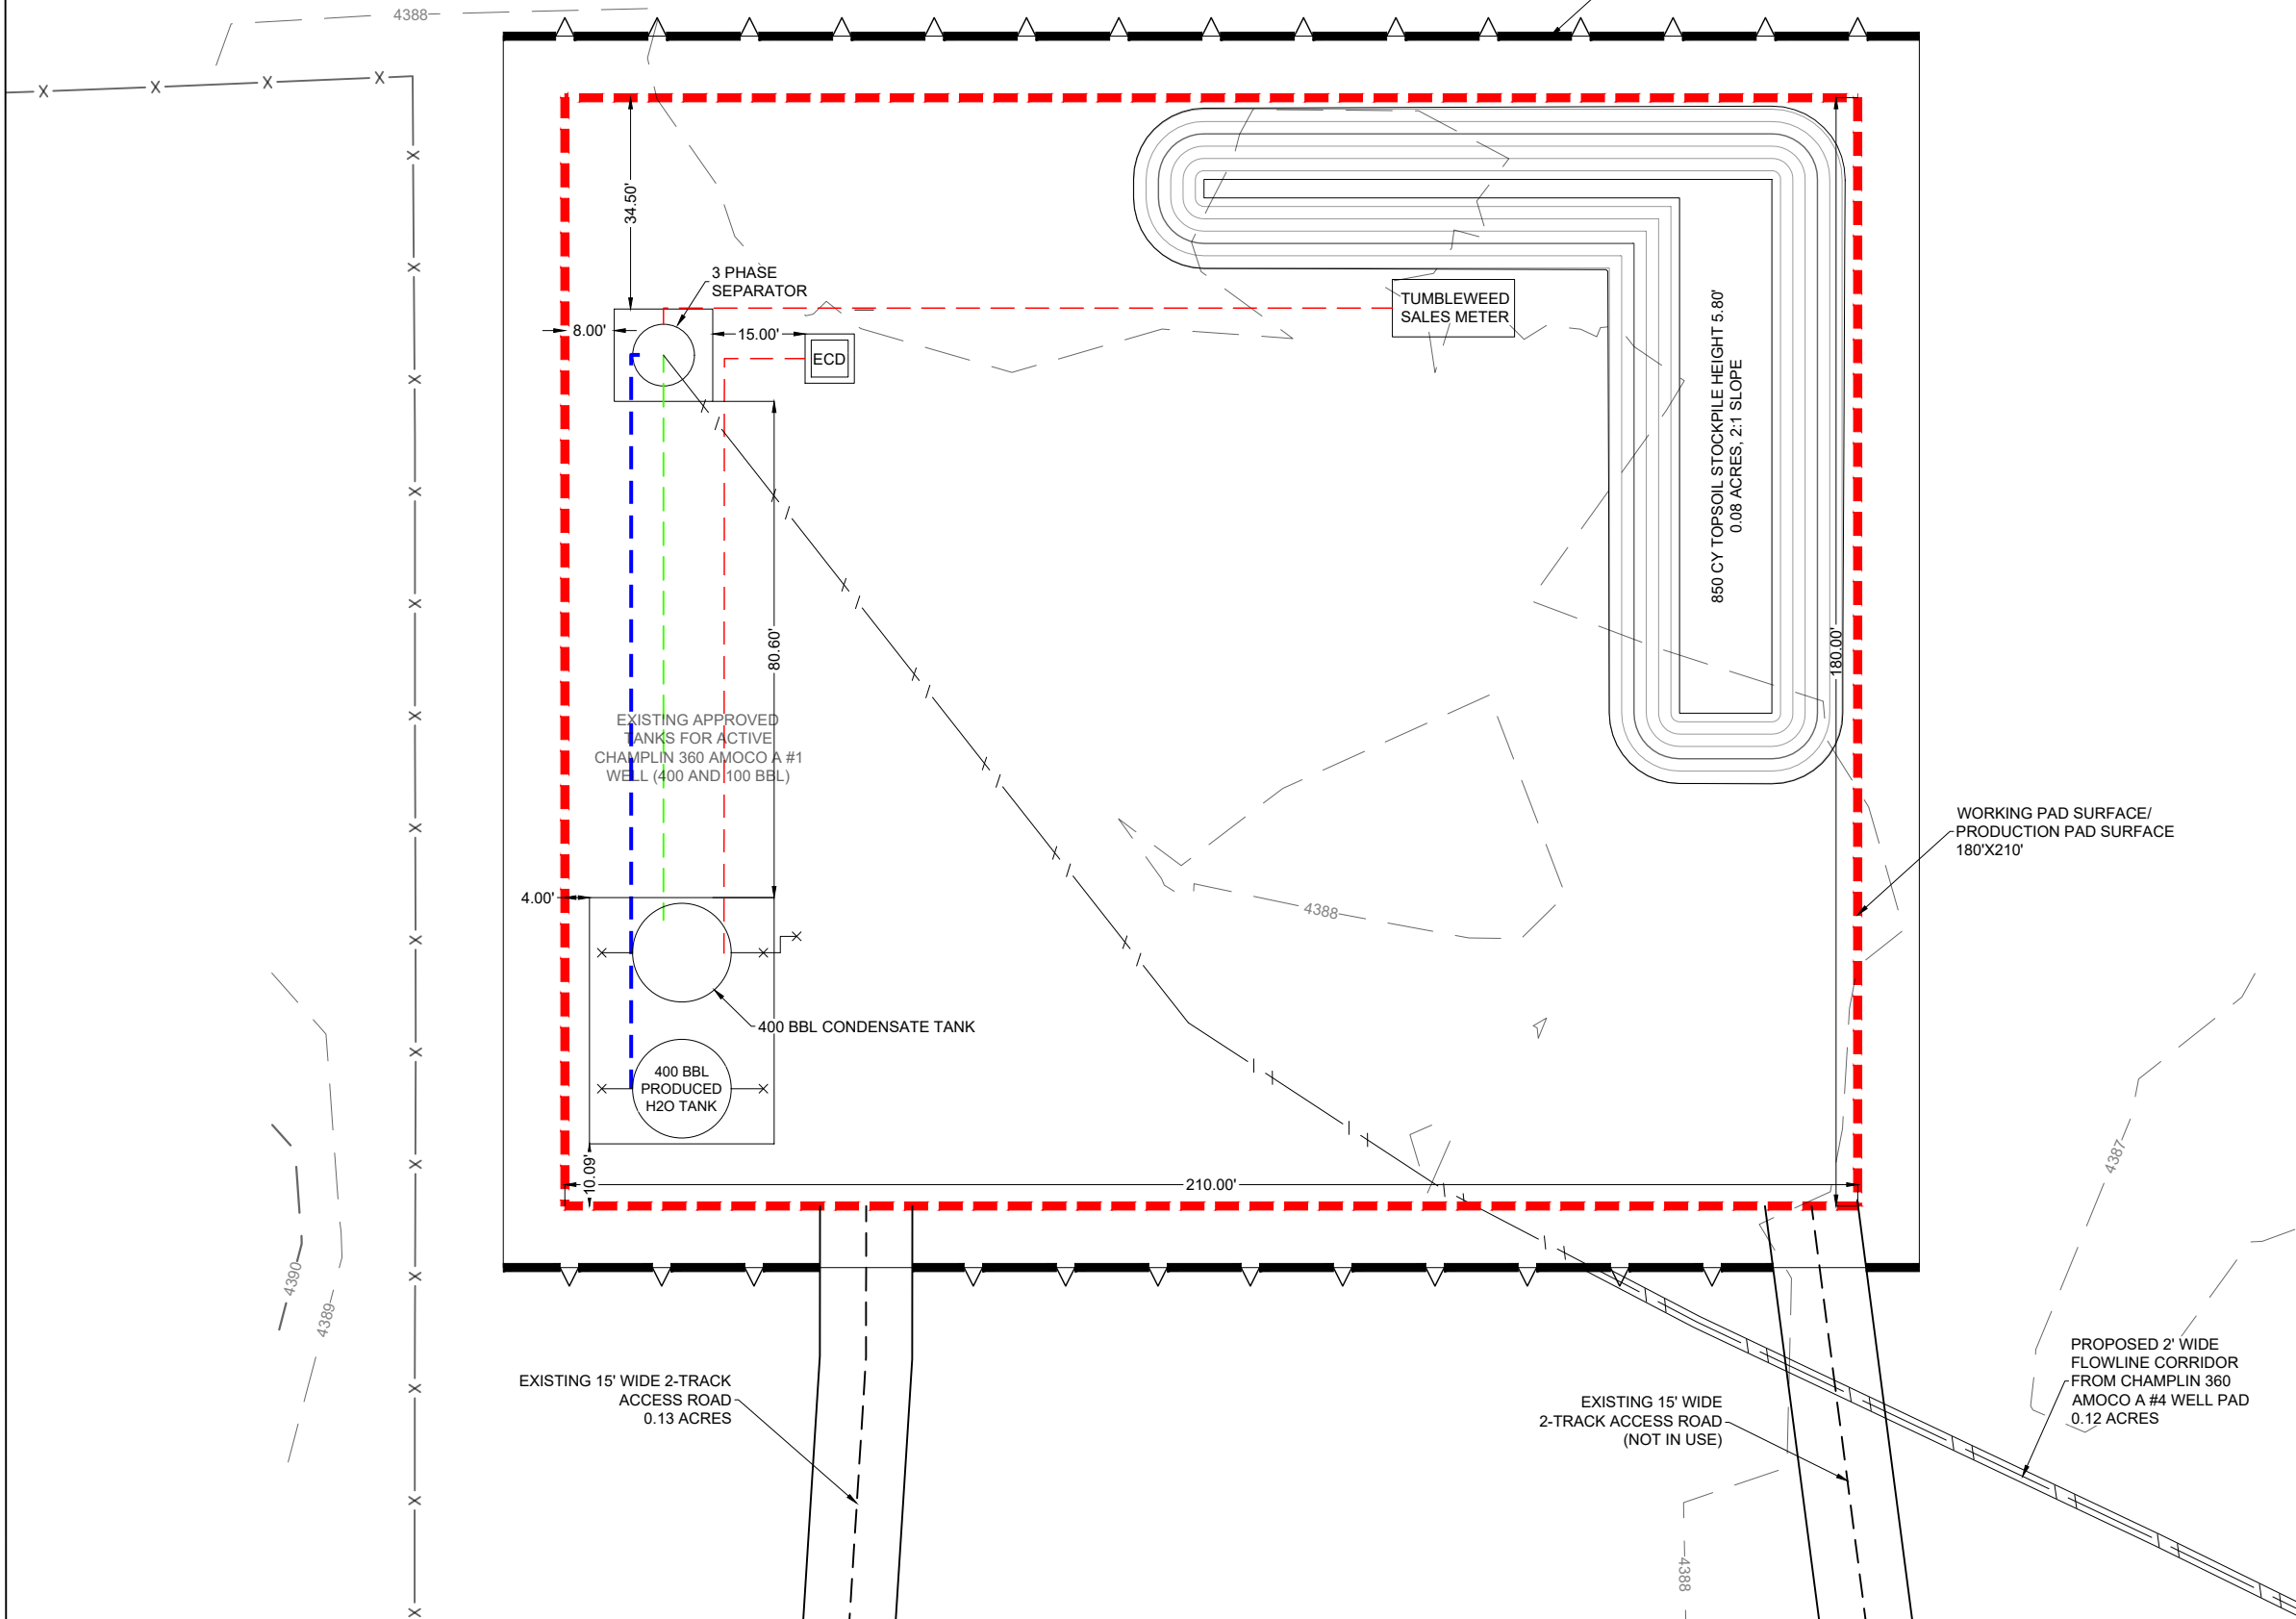 4388
X X X X
34.50'
3 PHASE
SEPARATOR
8.00'
15.00'
ECD
TUMBLEWEED
SALES METER
850 CY TOPSOIL STOCKPILE HEIGHT 5.80'
0.08 ACRES, 2:1 SLOPE
80.60'
180.00'
EXISTING APPROVED
TANKS FOR ACTIVE
CHAMPLIN 360 AMOCO A #1
WELL (400 AND 100 BBL)
WORKING PAD SURFACE/
PRODUCTION PAD SURFACE
180'X210'
4.00'
4388
400 BBL CONDENSATE TANK
400 BBL
PRODUCED
H2O TANK
10.09'
210.00'
4387
4390
4389
EXISTING 15' WIDE 2-TRACK
ACCESS ROAD
0.13 ACRES
EXISTING 15' WIDE
2-TRACK ACCESS ROAD
(NOT IN USE)
PROPOSED 2' WIDE
FLOWLINE CORRIDOR
FROM CHAMPLIN 360
AMOCO A #4 WELL PAD
0.12 ACRES
4388